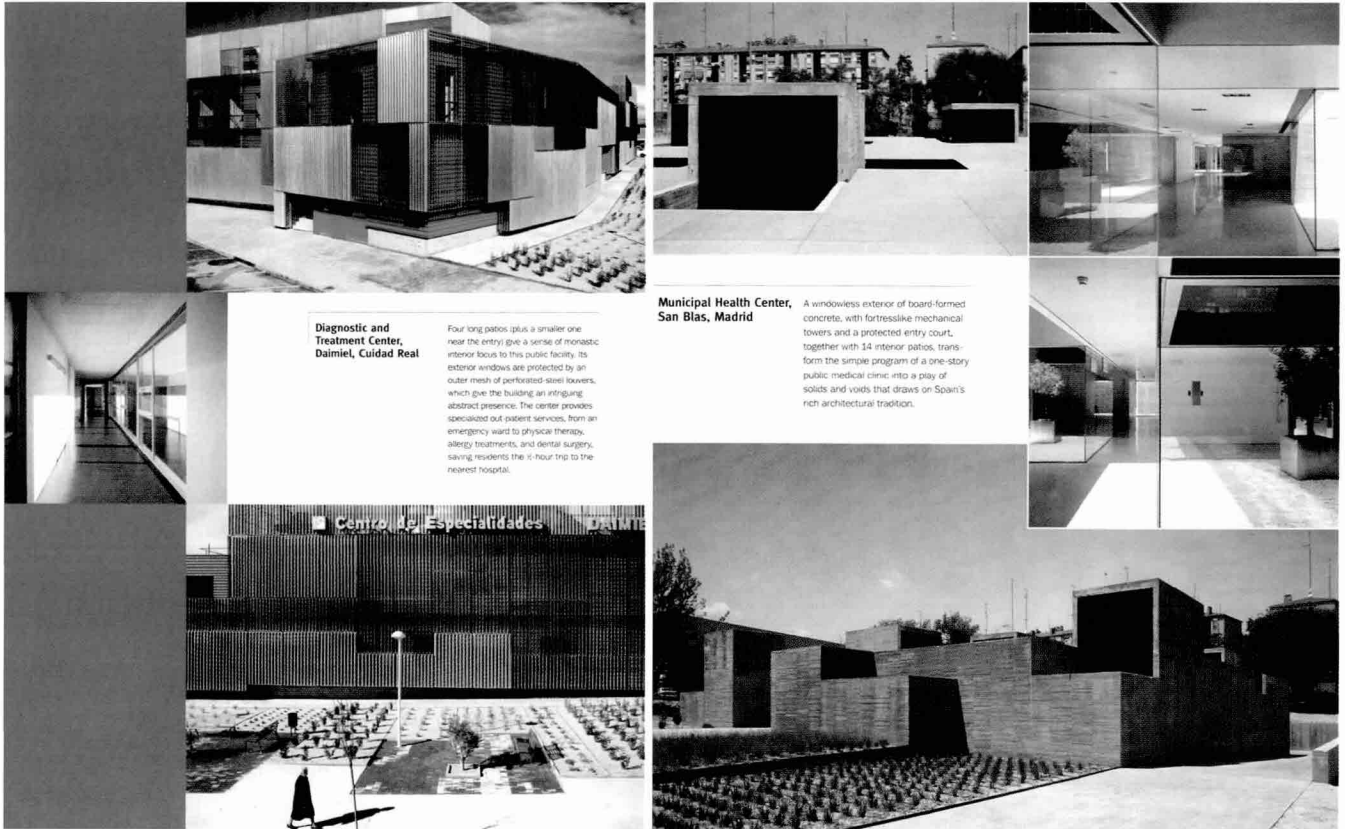 Diagnostic and
Treatment Center,
Daimiel, Cuidad Real
Four long patios (plus a smaller one
near the entry) give a sense of monastic
interior focus to this public facility. Its
exterior windows are protected by an
outer mesh of perforated-steel louvers,
which give the building an intriguing
abstract presence. The center provides
specialized out-patient services, from an
emergency ward to physical therapy,
allergy treatments, and dental surgery,
saving residents the -hour trip to the
nearest hospital.
Centro de Especialidades DAIMIE
Municipal Health Center,
San Blas, Madrid
A windowless exterior of board-formed
concrete, with fortresslike mechanical
towers and a protected entry court,
together with 14 interior patios, trans-
form the simple program of a one-story
public medical clinic into a play of
solids and voids that draws on Spain's
rich architectural tradition.